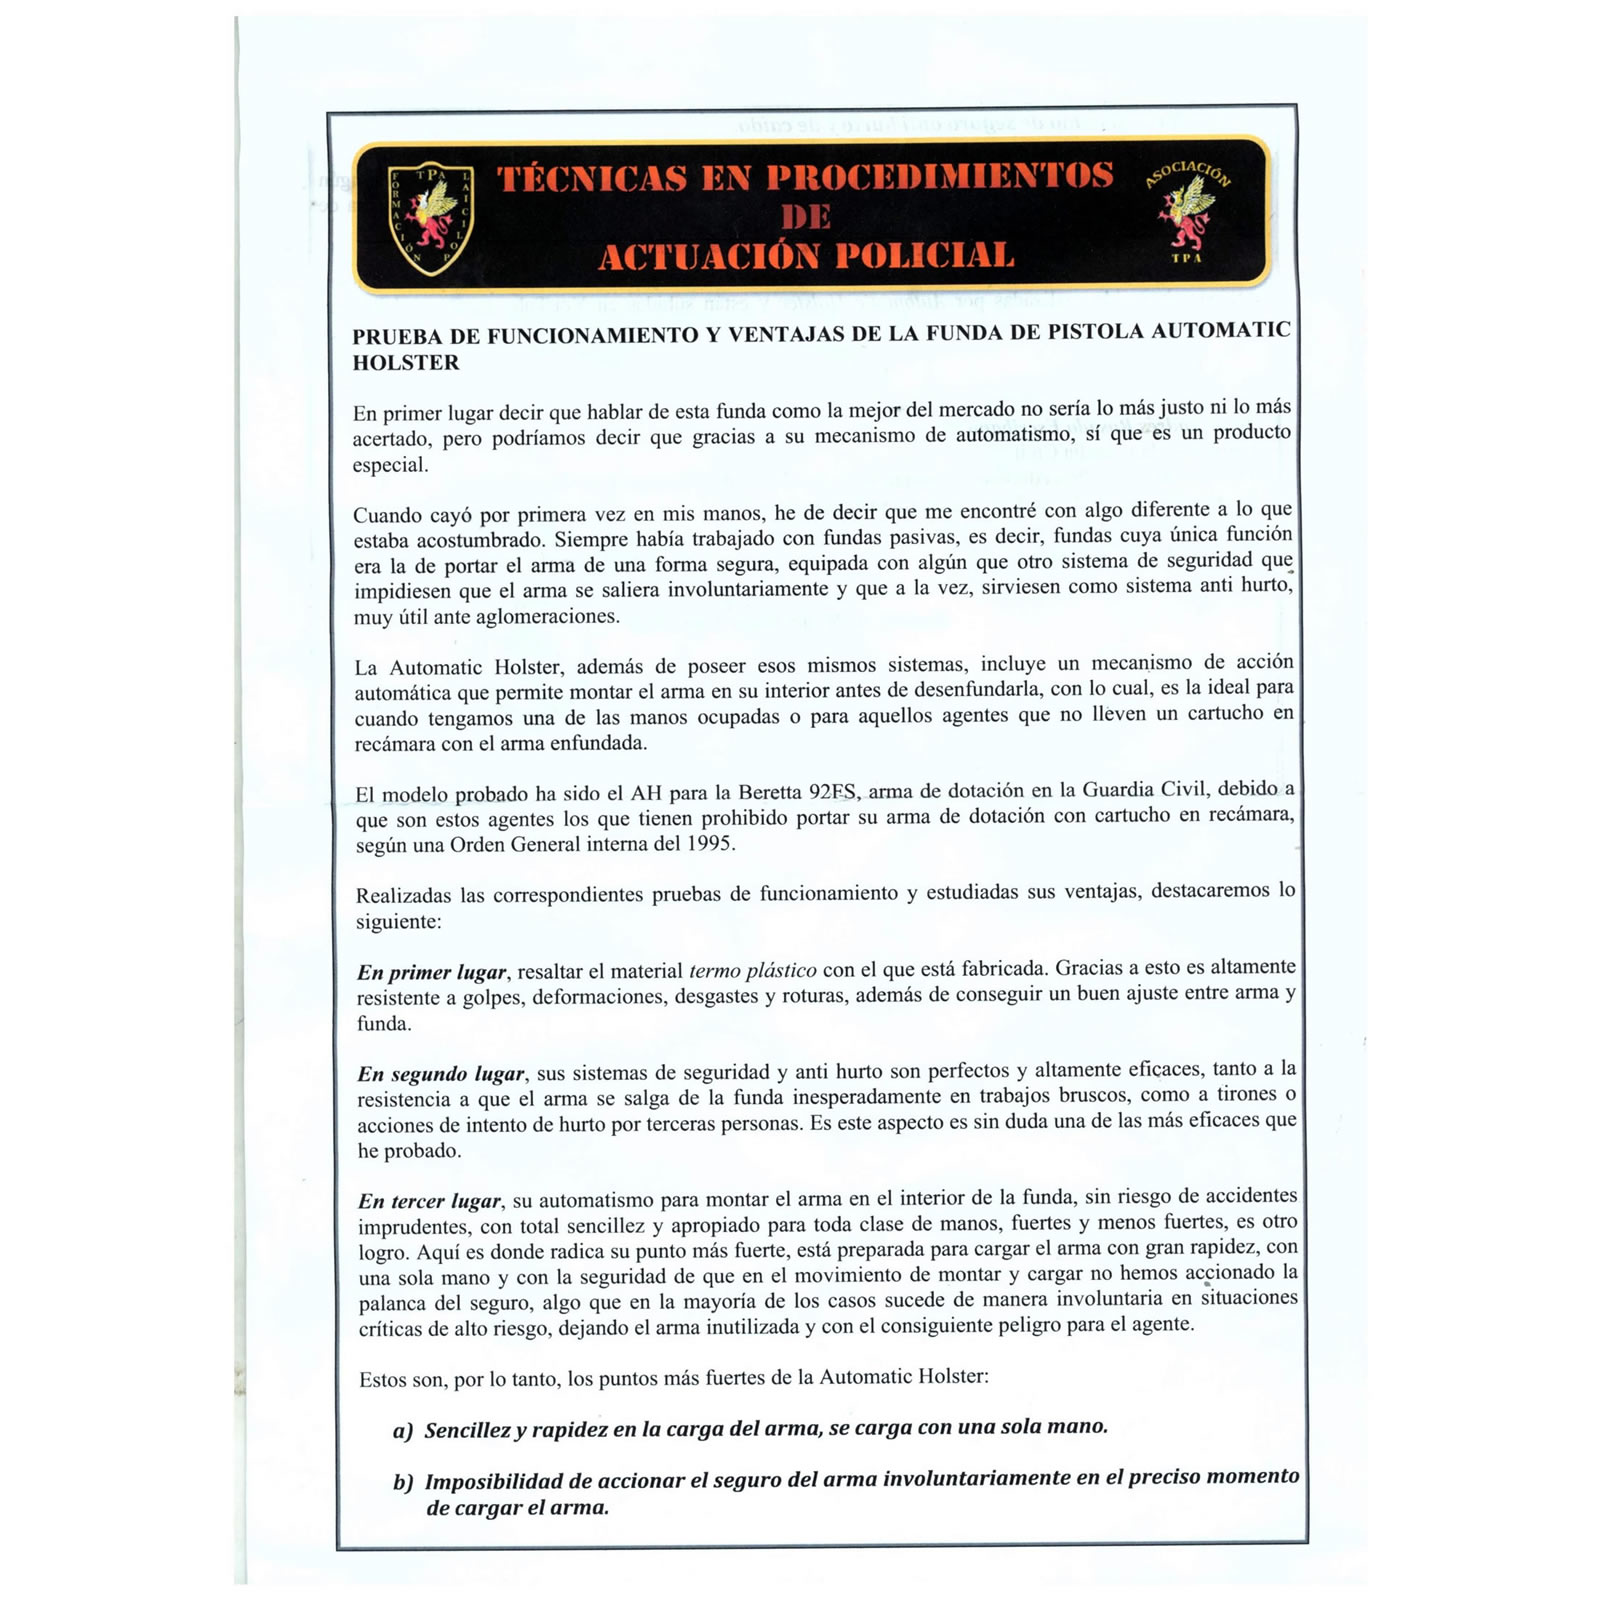 TÉCNICAS EN PROCEDIMIENTOS
DE
ACTUACIÓN POLICIAL
FORMACIÓN
TPA
POLICIAL
ASOCIACIÓN
TPA
PRUEBA DE FUNCIONAMIENTO Y VENTAJAS DE LA FUNDA DE PISTOLA AUTOMATIC
HOLSTER
En primer lugar decir que hablar de esta funda como la mejor del mercado no sería lo más justo ni lo más
acertado, pero podríamos decir que gracias a su mecanismo de automatismo, sí que es un producto
especial.
Cuando cayó por primera vez en mis manos, he de decir que me encontré con algo diferente a lo que
estaba acostumbrado. Siempre había trabajado con fundas pasivas, es decir, fundas cuya única función
era la de portar el arma de una forma segura, equipada con algún que otro sistema de seguridad que
impidiesen que el arma se saliera involuntariamente y que a la vez, sirviesen como sistema anti hurto,
muy útil ante aglomeraciones.
La Automatic Holster, además de poseer esos mismos sistemas, incluye un mecanismo de acción
automática que permite montar el arma en su interior antes de desenfundarla, con lo cual, es la ideal para
cuando tengamos una de las manos ocupadas o para aquellos agentes que no lleven un cartucho en
recámara con el arma enfundada.
El modelo probado ha sido el AH para la Beretta 92FS, arma de dotación en la Guardia Civil, debido a
que son estos agentes los que tienen prohibido portar su arma de dotación con cartucho en recámara,
según una Orden General interna del 1995.
Realizadas las correspondientes pruebas de funcionamiento y estudiadas sus ventajas, destacaremos lo
siguiente:
En primer lugar, resaltar el material termo plástico con el que está fabricada. Gracias a esto es altamente
resistente a golpes, deformaciones, desgastes y roturas, además de conseguir un buen ajuste entre arma y
funda.
En segundo lugar, sus sistemas de seguridad y anti hurto son perfectos y altamente eficaces, tanto a la
resistencia a que el arma se salga de la funda inesperadamente en trabajos bruscos, como a tirones o
acciones de intento de hurto por terceras personas. Es este aspecto es sin duda una de las más eficaces que
he probado.
En tercer lugar, su automatismo para montar el arma en el interior de la funda, sin riesgo de accidentes
imprudentes, con total sencillez y apropiado para toda clase de manos, fuertes y menos fuertes, es otro
logro. Aquí es donde radica su punto más fuerte, está preparada para cargar el arma con gran rapidez, con
una sola mano y con la seguridad de que en el movimiento de montar y cargar no hemos accionado la
palanca del seguro, algo que en la mayoría de los casos sucede de manera involuntaria en situaciones
críticas de alto riesgo, dejando el arma inutilizada y con el consiguiente peligro para el agente.
Estos son, por lo tanto, los puntos más fuertes de la Automatic Holster:
a) Sencillez y rapidez en la carga del arma, se carga con una sola mano.
b) Imposibilidad de accionar el seguro del arma involuntariamente en el preciso momento
de cargar el arma.